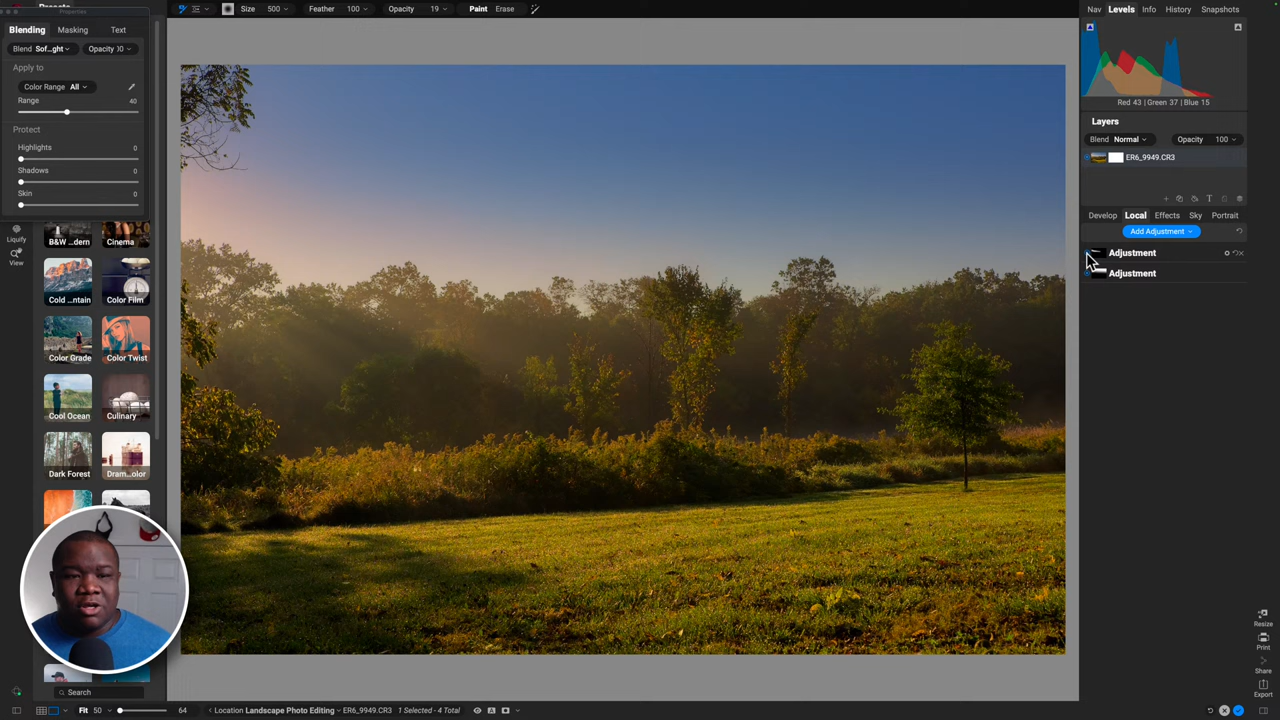 Presets
Properties
Blending Masking Text
Blend Sof...ght Opacity
Apply to
Color Range All
Range 40
Protect
Highlights 0
Shadows 0
Skin 0
Liquify
View
B&W ...dern Cinema
Cold ...ntain Color Film
Color Grade Color Twist
Cool Ocean Culinary
Dark Forest Dram...olor
Search
Size 500 Feather 100 Opacity 19 Paint Erase
Fit 50 64 Location Landscape Photo Editing ER6_9949.CR3 1 Selected - 4 Total
Nav Levels Info History Snapshots
Red 43 | Green 37 | Blue 15
Layers
Blend Normal Opacity 100
ER6_9949.CR3
T
Develop Local Effects Sky Portrait
Add Adjustment
Adjustment
Adjustment
Resize
Print
Share
Export